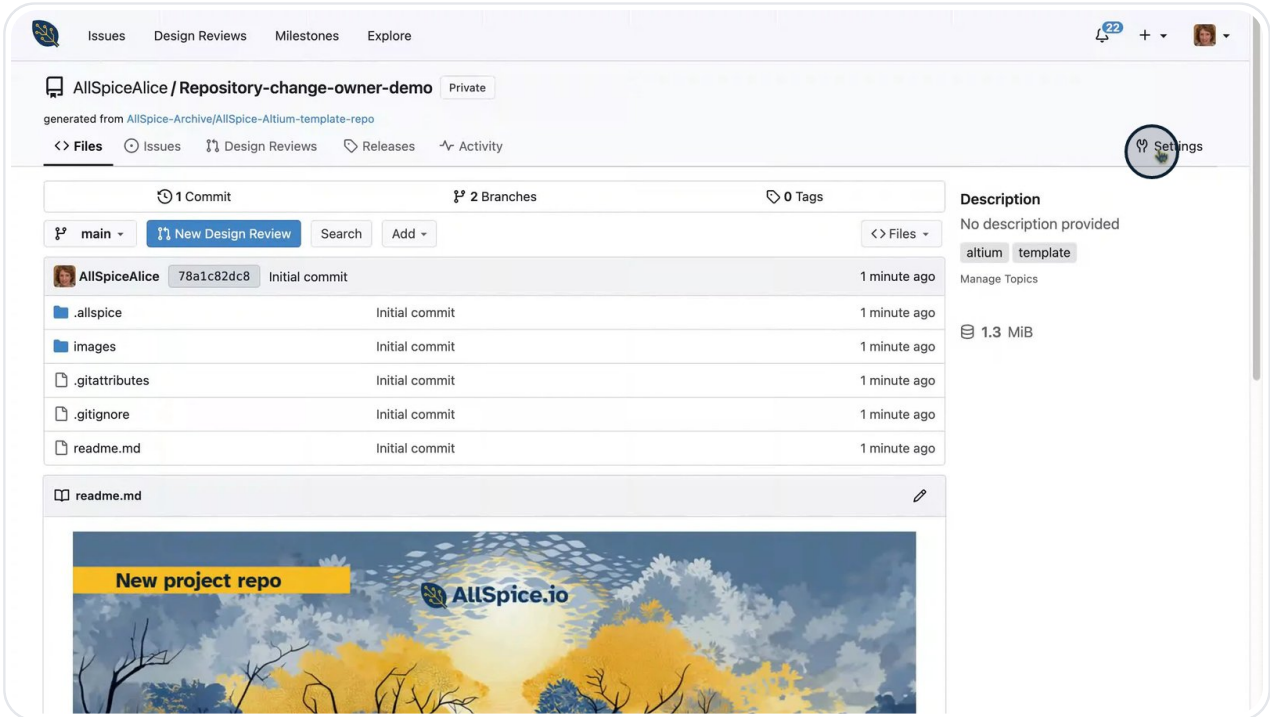 Issues Design Reviews Milestones Explore 22
AllSpiceAlice / Repository-change-owner-demo Private
generated from AllSpice-Archive/AllSpice-Altium-template-repo
Files Issues Design Reviews Releases Activity Settings
1 Commit 2 Branches 0 Tags
main New Design Review Search Add Files
AllSpiceAlice 78a1c82dc8 Initial commit 1 minute ago
.allspice Initial commit 1 minute ago
images Initial commit 1 minute ago
.gitattributes Initial commit 1 minute ago
.gitignore Initial commit 1 minute ago
readme.md Initial commit 1 minute ago
Description
No description provided
altium template
Manage Topics
1.3 MiB
readme.md
New project repo
AllSpice.io